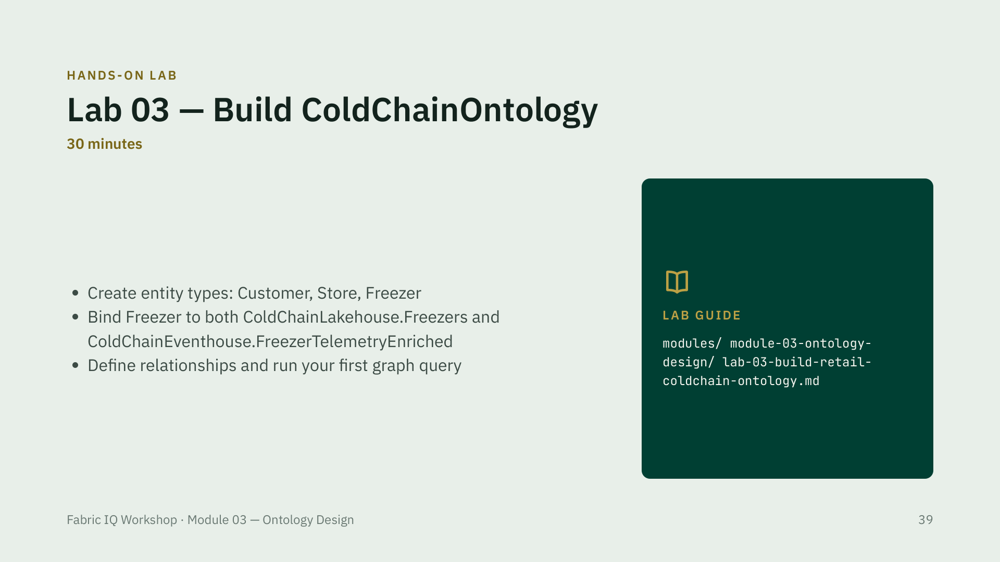 HANDS-ON LAB
Lab 03 — Build ColdChainOntology
30 minutes
• Create entity types: Customer, Store, Freezer
• Bind Freezer to both ColdChainLakehouse.Freezers and
ColdChainEventhouse.FreezerTelemetryEnriched
• Define relationships and run your first graph query
LAB GUIDE
modules/ module-03-ontology-
design/ lab-03-build-retail-
coldchain-ontology.md
Fabric IQ Workshop · Module 03 — Ontology Design
39